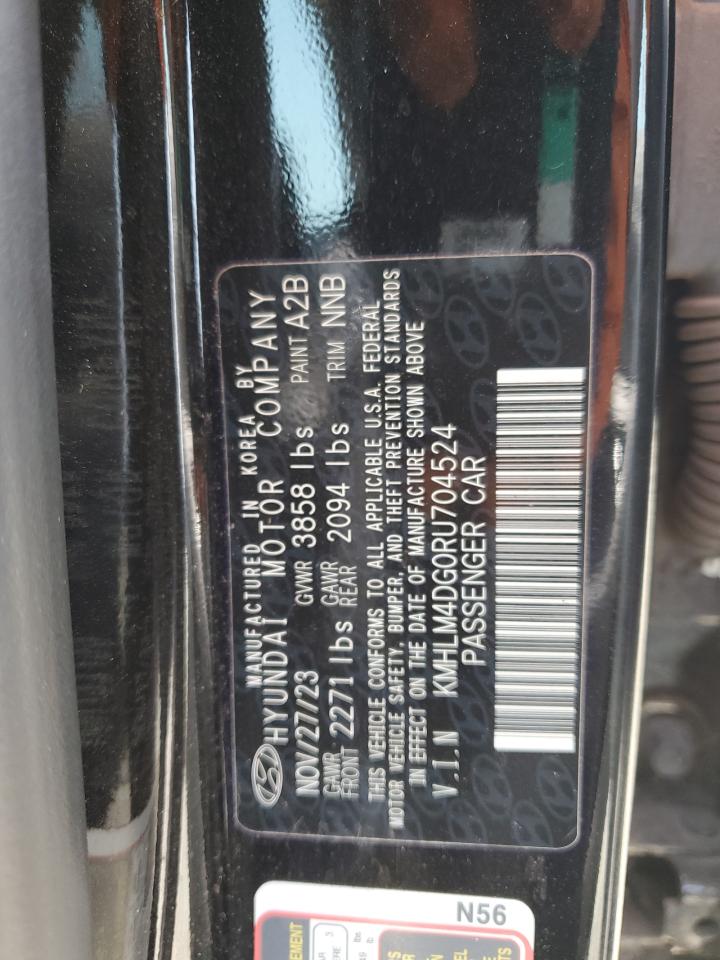 MANUFACTURED IN KOREA BY
HYUNDAI MOTOR COMPANY
NOV/27/23 GVWR 3858 lbs PAINT A2B
GAWR FRONT 2271 lbs GAWR REAR 2094 lbs TRIM NNB
THIS VEHICLE CONFORMS TO ALL APPLICABLE U.S.A. FEDERAL
MOTOR VEHICLE SAFETY, BUMPER, AND THEFT PREVENTION STANDARDS
IN EFFECT ON THE DATE OF MANUFACTURE SHOWN ABOVE
V.I.N KMHLM4DG0RU704524
PASSENGER CAR
N56